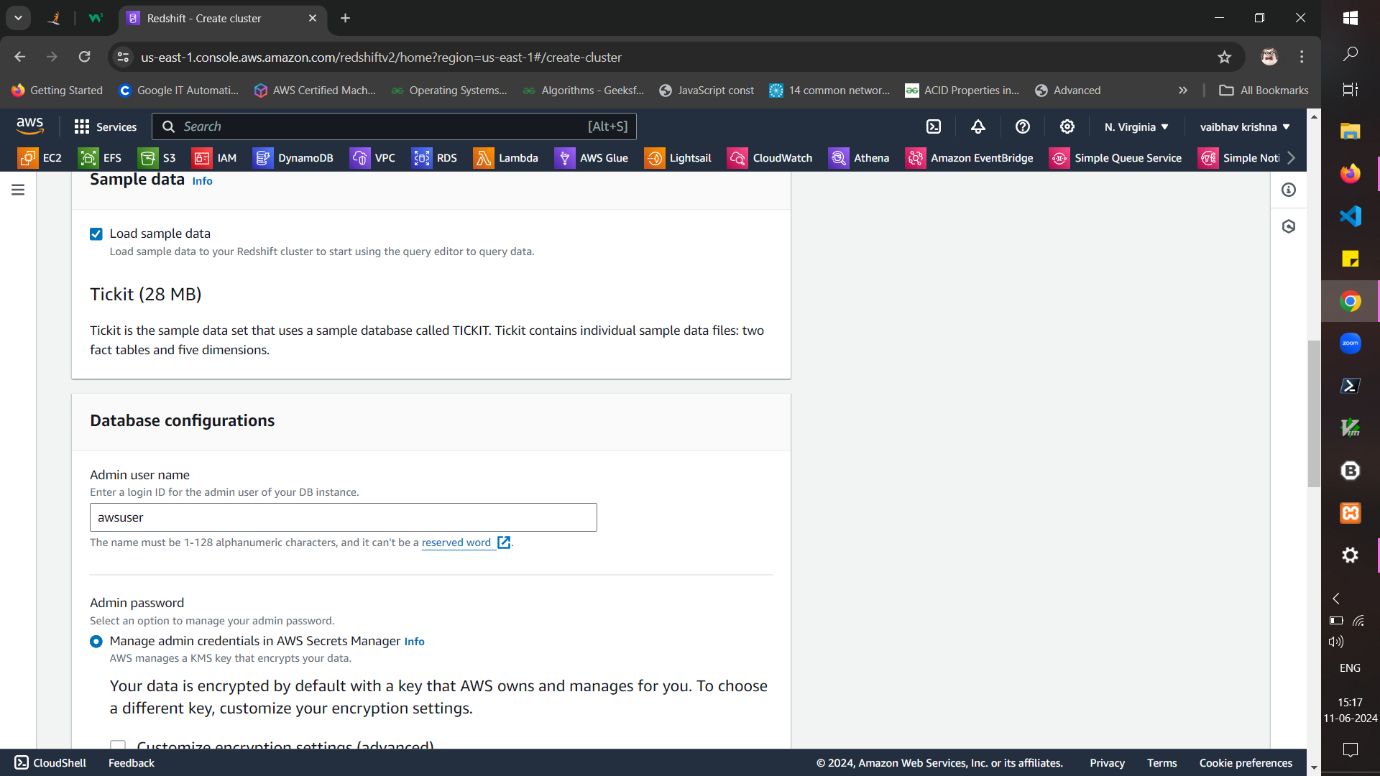 Redshift - Create cluster
us-east-1.console.aws.amazon.com/redshiftv2/home?region=us-east-1#/create-cluster
Getting Started
Google IT Automati...
AWS Certified Mach...
Operating Systems...
Algorithms - Geeksf...
JavaScript const
14 common networ...
ACID Properties in...
Advanced
»
All Bookmarks
aws
Services
Search
[Alt+S]
N. Virginia ▼
vaibhav krishna ▼
EC2
EFS
S3
IAM
DynamoDB
VPC
RDS
Lambda
AWS Glue
Lightsail
CloudWatch
Athena
Amazon EventBridge
Simple Queue Service
Simple Noti
Sample data Info
Load sample data
Load sample data to your Redshift cluster to start using the query editor to query data.
Tickit (28 MB)
Tickit is the sample data set that uses a sample database called TICKIT. Tickit contains individual sample data files: two
fact tables and five dimensions.
Database configurations
Admin user name
Enter a login ID for the admin user of your DB instance.
awsuser
The name must be 1-128 alphanumeric characters, and it can't be a reserved word.
Admin password
Select an option to manage your admin password.
Manage admin credentials in AWS Secrets Manager Info
AWS manages a KMS key that encrypts your data.
Your data is encrypted by default with a key that AWS owns and manages for you. To choose
a different key, customize your encryption settings.
Customize encryption settings (advanced)
CloudShell
Feedback
© 2024, Amazon Web Services, Inc. or its affiliates.
Privacy
Terms
Cookie preferences
zoom
ENG
15:17
11-06-2024